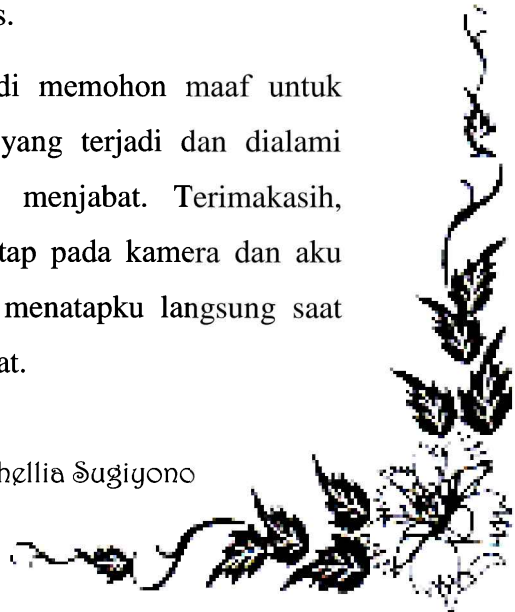 s.
di memohon maaf untuk
yang terjadi dan dialami
menjabat. Terimakasih,
tap pada kamera dan aku
menatapku langsung saat
at.
hellia Sugiyono